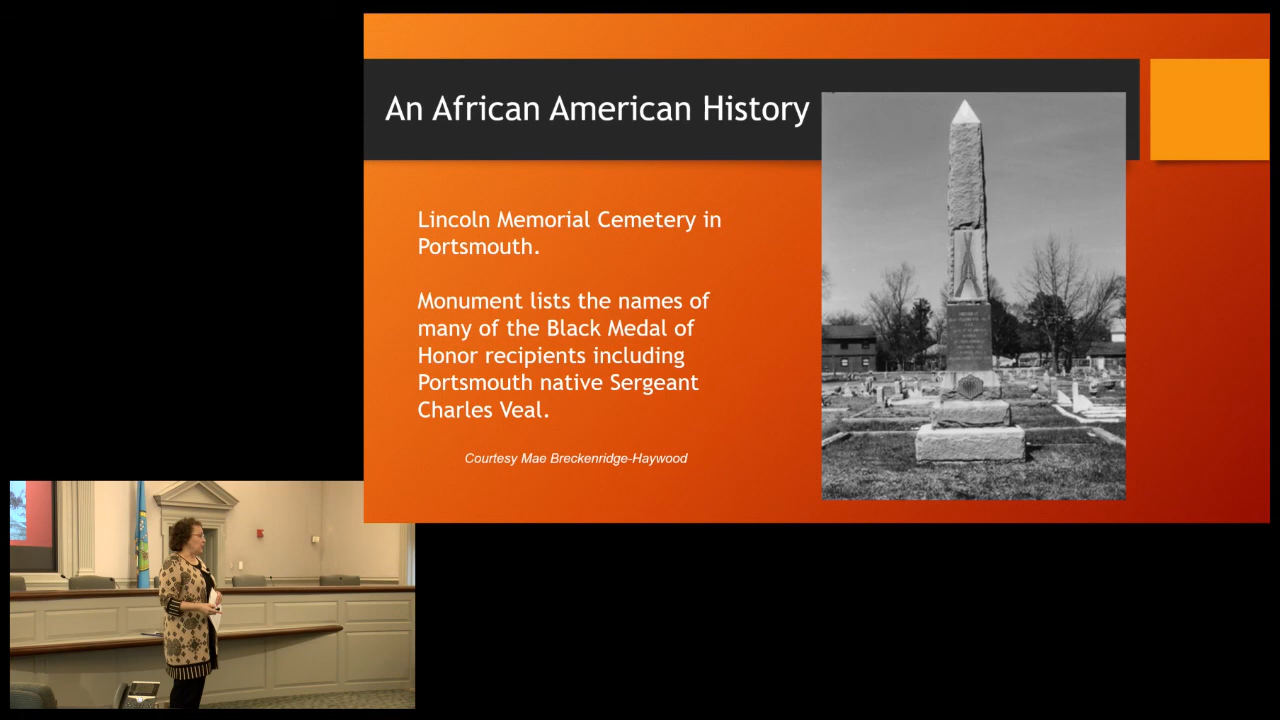 An African American History
Lincoln Memorial Cemetery in
Portsmouth.
Monument lists the names of
many of the Black Medal of
Honor recipients including
Portsmouth native Sergeant
Charles Veal.
Courtesy Mae Breckenridge-Haywood